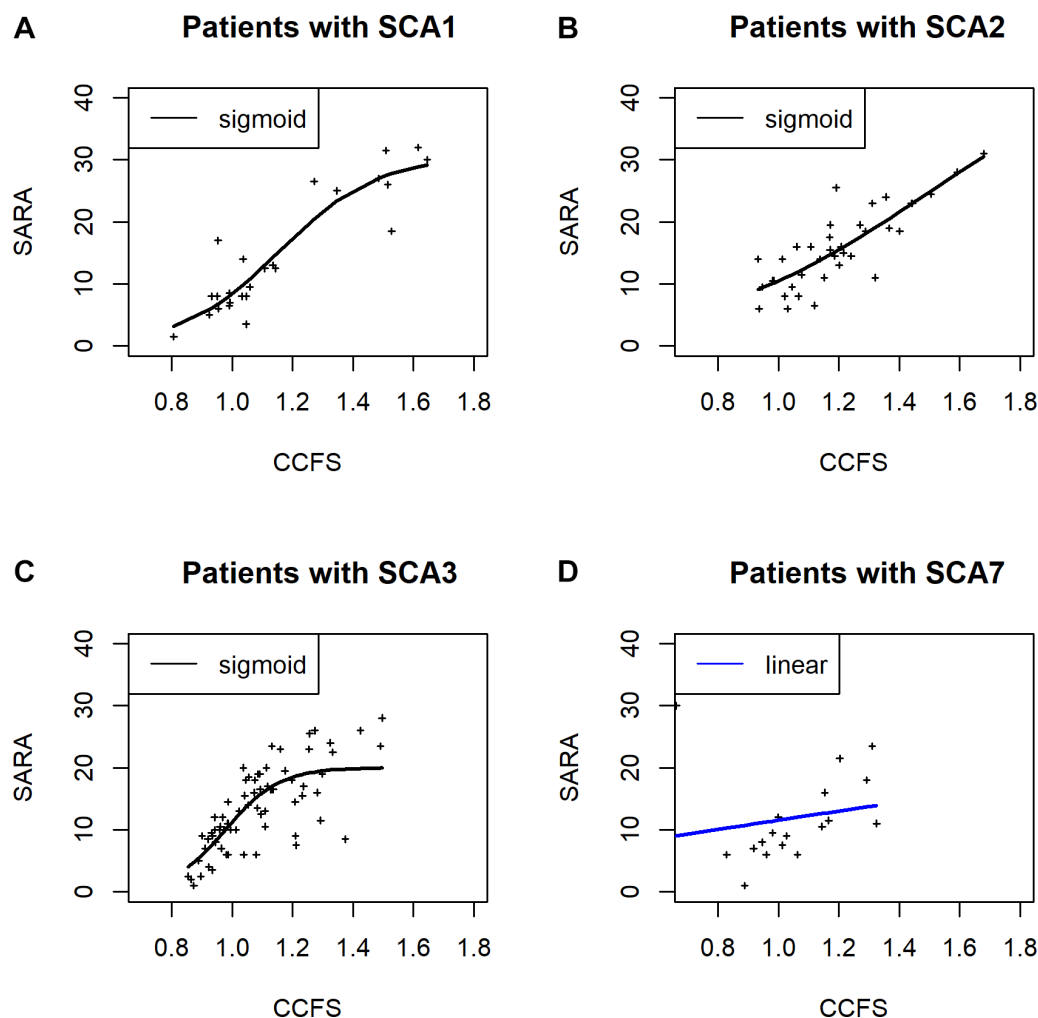 A Patients with SCA1
sigmoid
SARA
0 10 20 30 40
0.8 1.0 1.2 1.4 1.6 1.8
CCFS
B Patients with SCA2
sigmoid
SARA
0 10 20 30 40
0.8 1.0 1.2 1.4 1.6 1.8
CCFS
C Patients with SCA3
sigmoid
SARA
0 10 20 30 40
0.8 1.0 1.2 1.4 1.6 1.8
CCFS
D Patients with SCA7
linear
SARA
0 10 20 30 40
0.8 1.0 1.2 1.4 1.6 1.8
CCFS